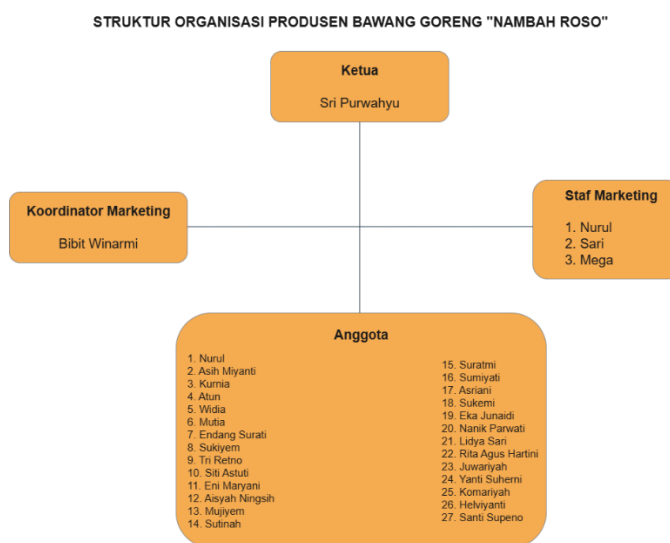 STRUKTUR ORGANISASI PRODUSEN BAWANG GORENG "NAMBAH ROSO"
Ketua
Sri Purwahyu
Koordinator Marketing
Bibit Winarmi
Staf Marketing
1. Nurul
2. Sari
3. Mega
Anggota
1. Nurul
2. Asih Miyanti
3. Kurnia
4. Atun
5. Widia
6. Mutia
7. Endang Surati
8. Sukiyem
9. Tri Retno
10. Siti Astuti
11. Eni Maryani
12. Aisyah Ningsih
13. Mujiyem
14. Sutinah
15. Suratmi
16. Sumiyati
17. Asriani
18. Sukemi
19. Eka Junaidi
20. Nanik Parwati
21. Lidya Sari
22. Rita Agus Hartini
23. Juwariyah
24. Yanti Suherni
25. Komariyah
26. Helviyanti
27. Santi Supeno